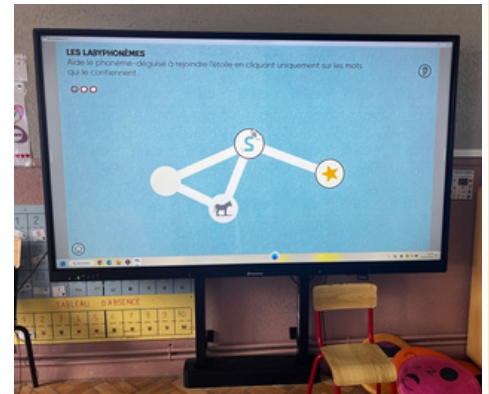 LES LABYPHONÈMES
Aide le phonème-déguisé à rejoindre l'étoile en cliquant uniquement sur les mots
qui le contiennent.
S
TABLEAU D'ABSENCE